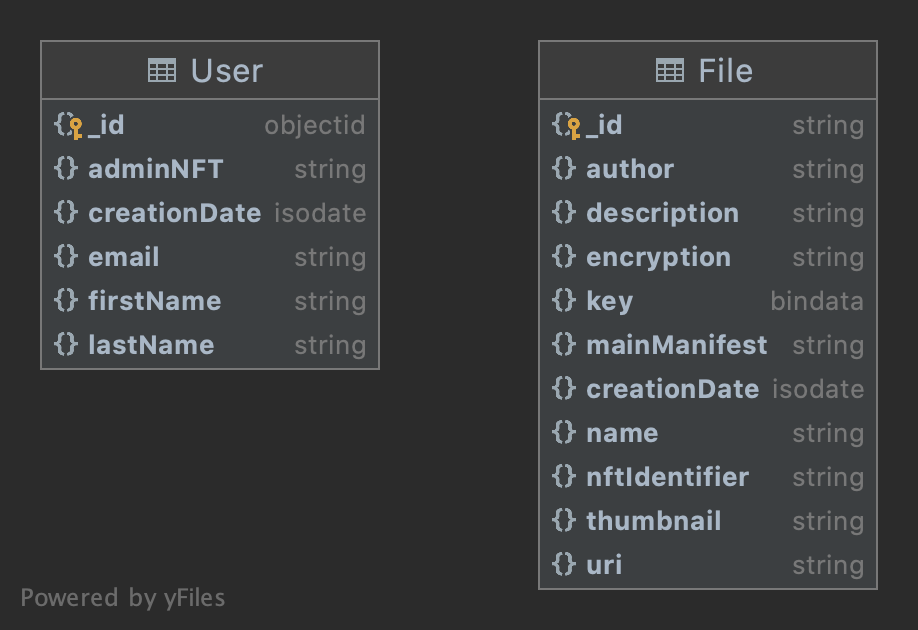 User
_id objectid
adminNFT string
creationDate isodate
email string
firstName string
lastName string
File
_id string
author string
description string
encryption string
key bindata
mainManifest string
creationDate isodate
name string
nftIdentifier string
thumbnail string
uri string
Powered by yFiles